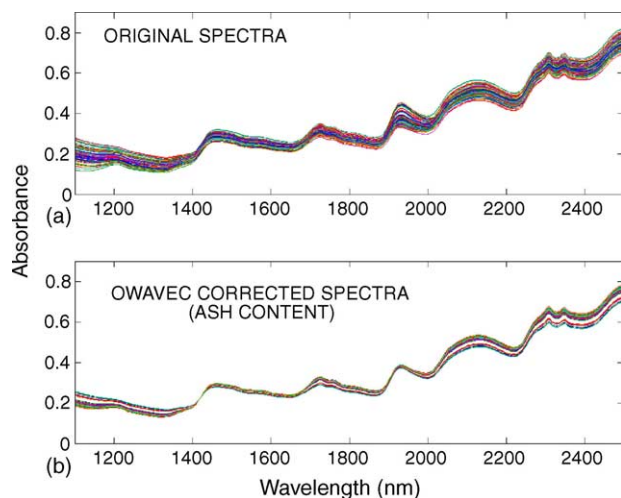 ORIGINAL SPECTRA
0.8
0.6
0.4
0.2
0
(a)
1200 1400 1600 1800 2000 2200 2400
Absorbance
OWAVEC CORRECTED SPECTRA
(ASH CONTENT)
0.8
0.6
0.4
0.2
0
(b)
1200 1400 1600 1800 2000 2200 2400
Wavelength (nm)